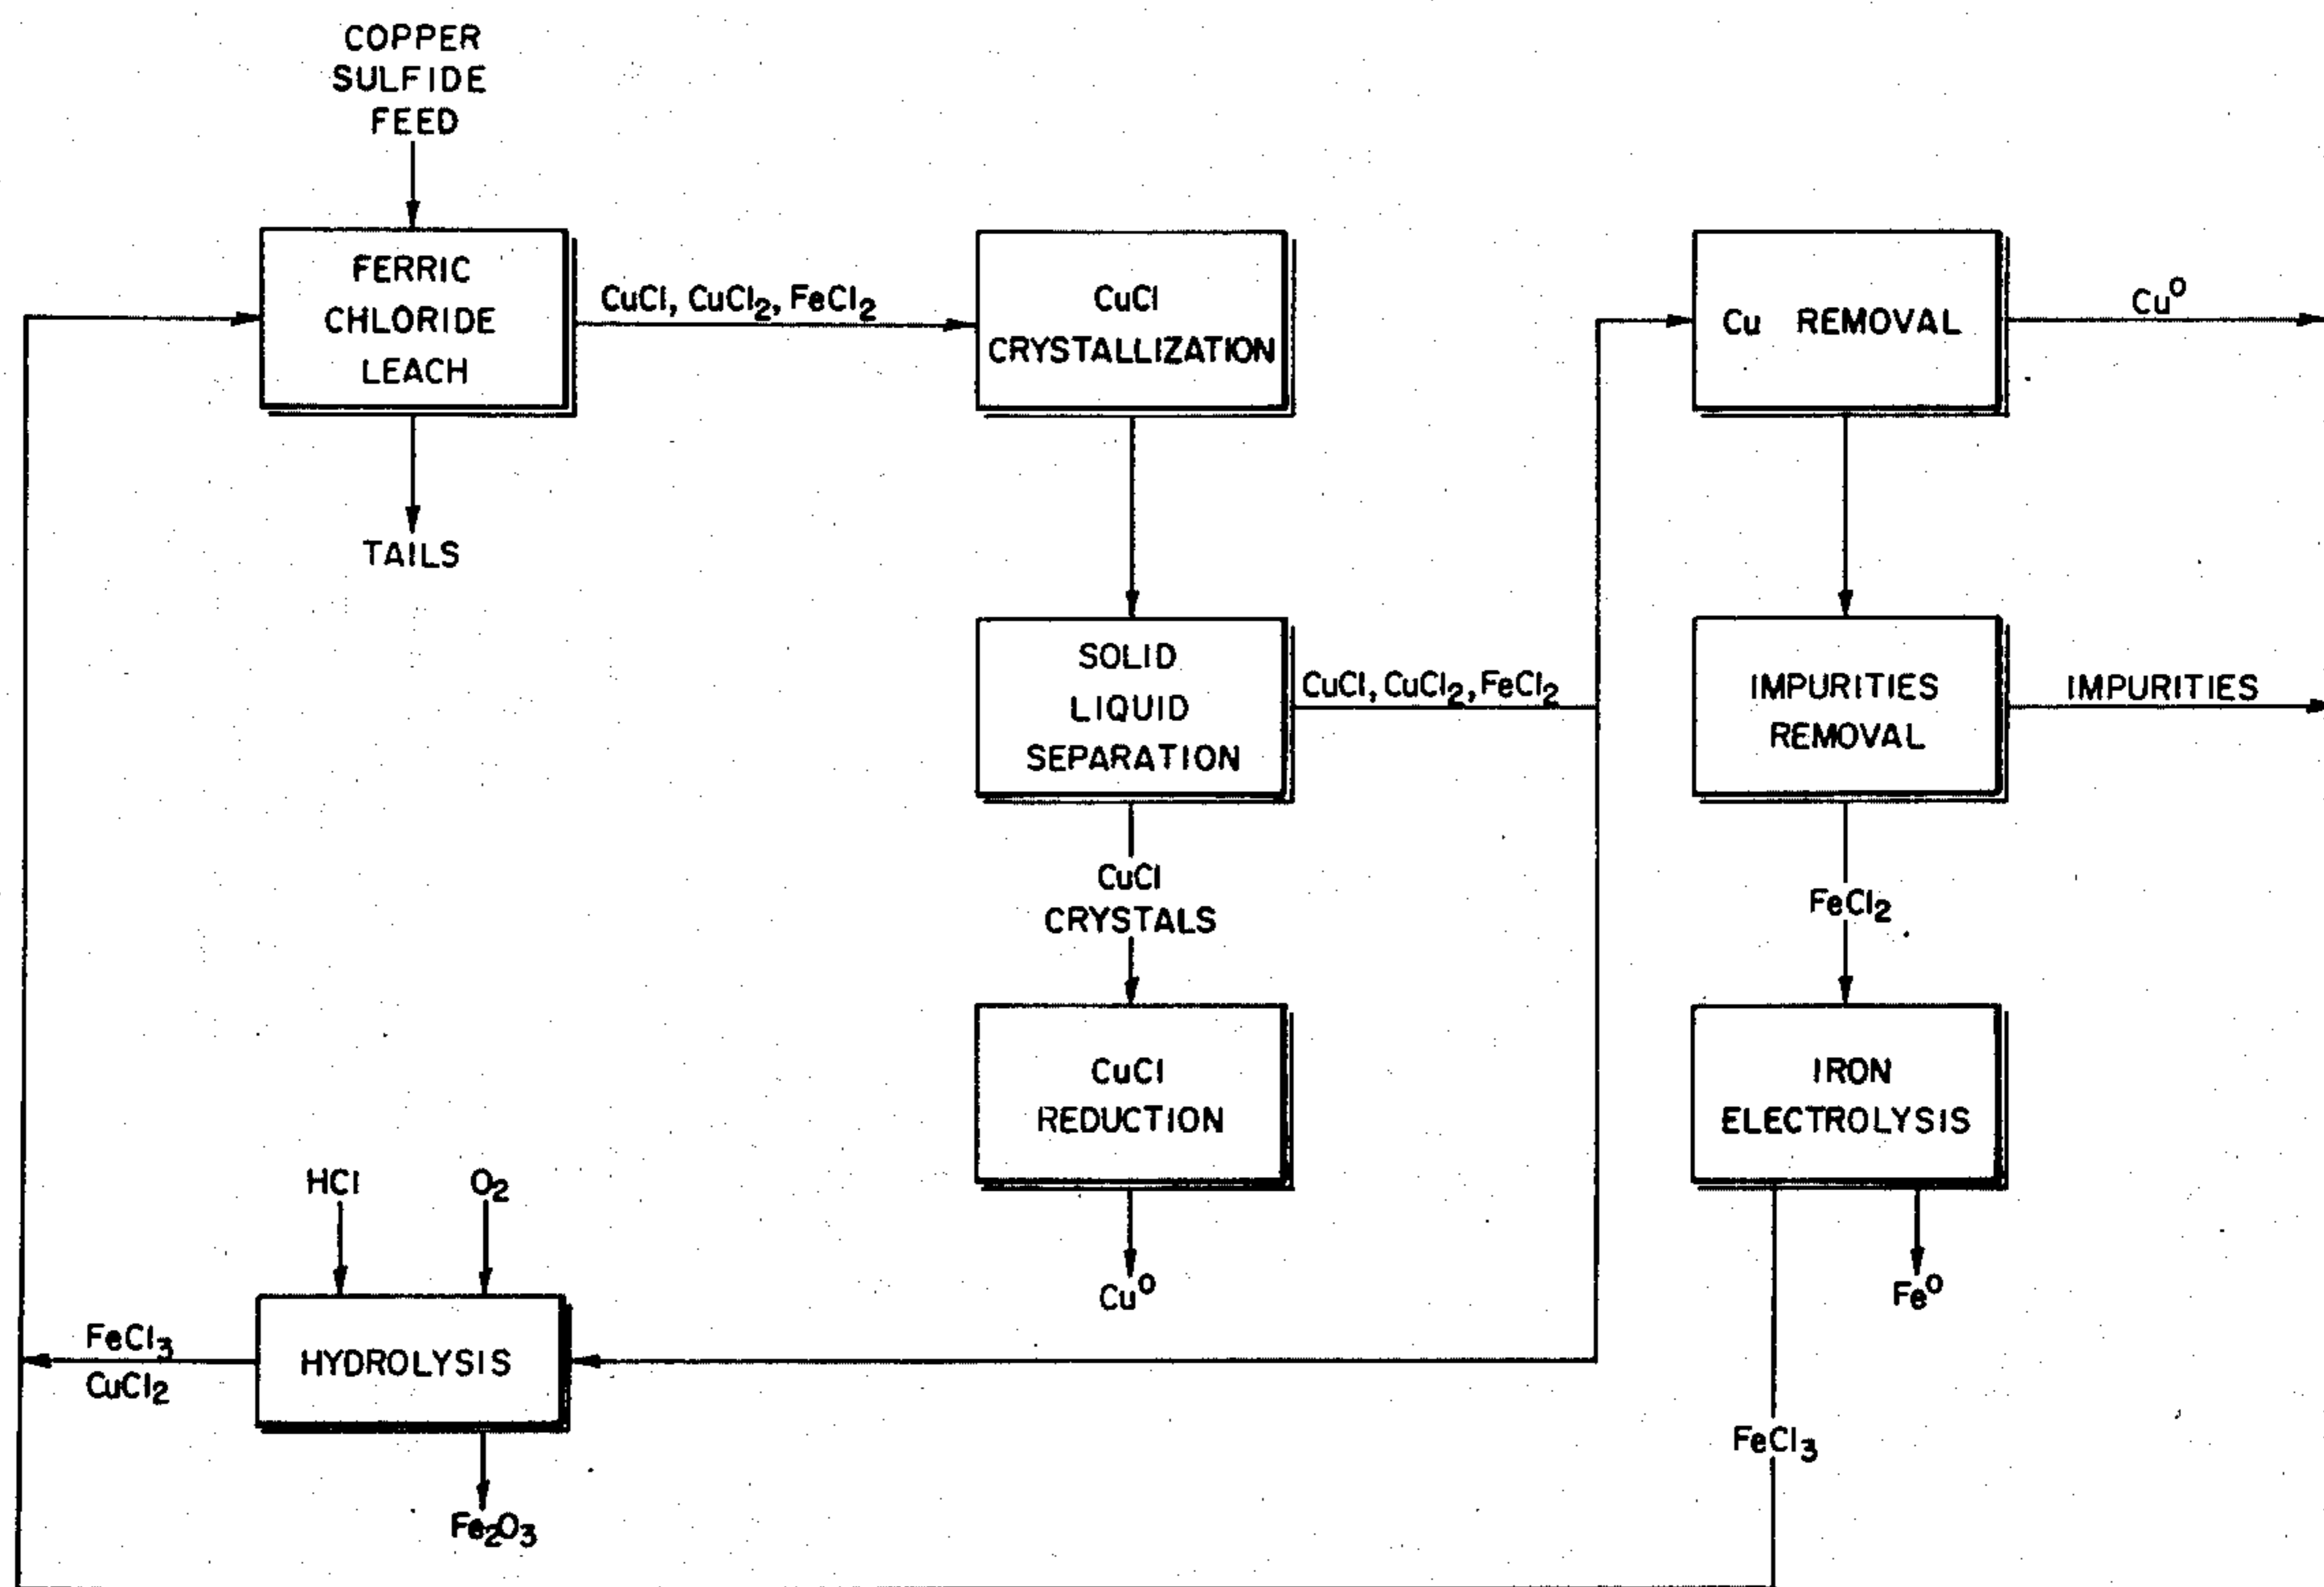 COPPER
SULFIDE
FEED
FERRIC
CHLORIDE
LEACH
CuCl, CuCl₂, FeCl₂
CuCl
CRYSTALLIZATION
Cu REMOVAL
Cu⁰
TAILS
SOLID
LIQUID
SEPARATION
CuCl, CuCl₂, FeCl₂
IMPURITIES
REMOVAL
IMPURITIES
CuCl
CRYSTALS
FeCl₂
CuCl
REDUCTION
IRON
ELECTROLYSIS
HCl
O₂
Cu⁰
Fe⁰
FeCl₃
CuCl₂
HYDROLYSIS
FeCl₃
Fe₂O₃